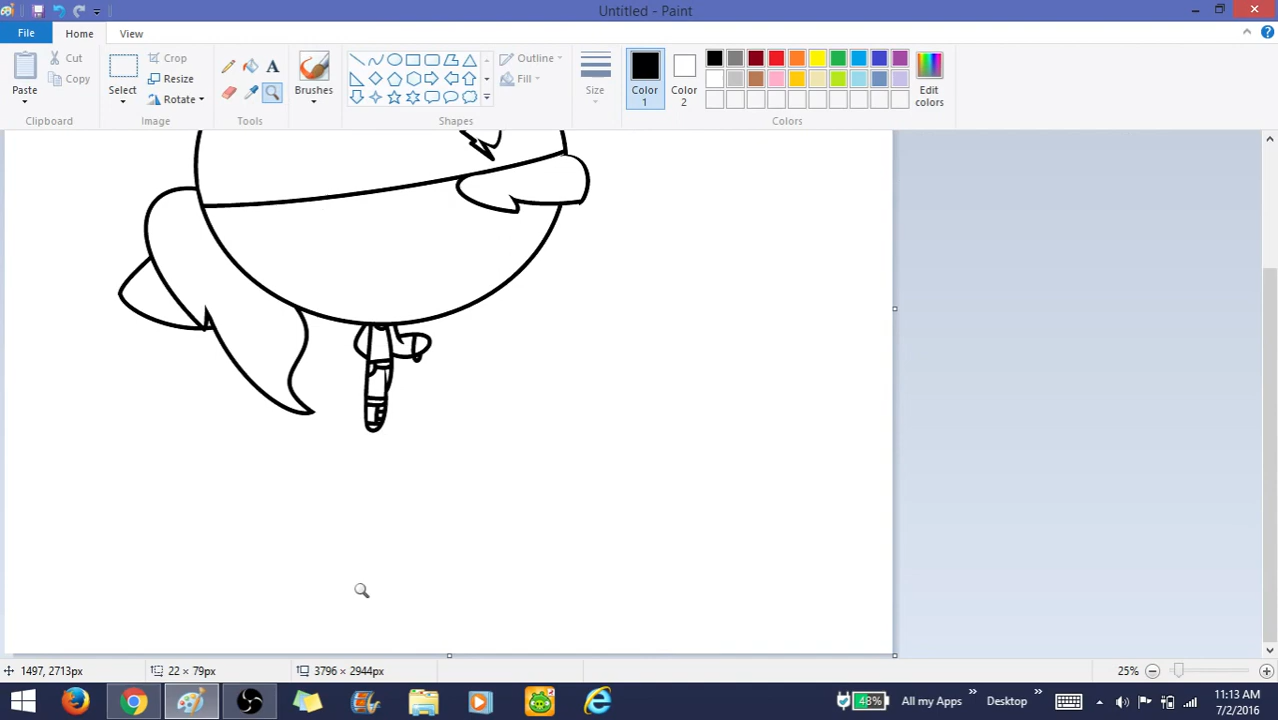 Untitled - Paint
File
Home
View
Paste
Cut
Copy
Clipboard
Select
Crop
Resize
Rotate
Image
A
Tools
Brushes
Outline
Fill
Shapes
Size
Color
1
Color
2
Edit
colors
Colors
1497, 2713px
22 × 79px
3796 × 2944px
25%
48%
All my Apps
Desktop
11:13 AM
7/2/2016